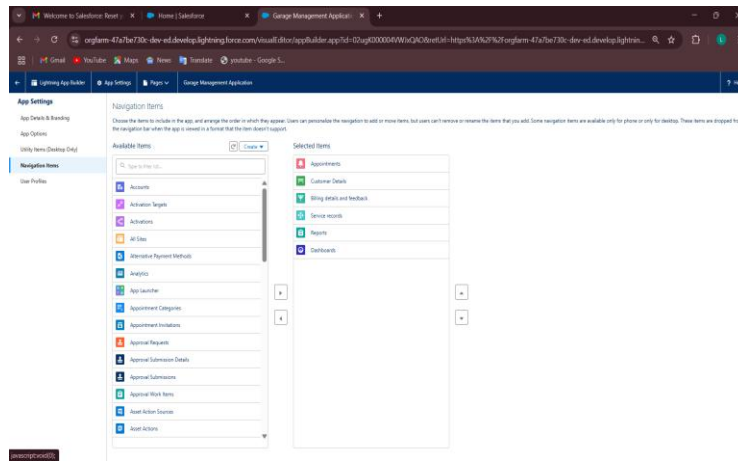 Welcome to Salesforce: Reset y
Home | Salesforce
Garage Management Applicati
orgfarm-47a7be730c-dev-ed.develop.lightning.force.com/visualEditor/appBuilder.app?id=02ugK000004VWJxQAO&retUrl=https%3A%2F%2Forgfarm-47a7be730c-dev-ed.develop.lightnin...
Gmail
YouTube
Maps
News
Translate
youtube - Google S...
Lightning App Builder
App Settings
Pages
Garage Management Application
?
App Settings
App Details & Branding
App Options
Utility Items (Desktop Only)
Navigation Items
User Profiles
Navigation Items
Choose the items to include in the app, and arrange the order in which they appear. Users can personalize the navigation to add or move items, but users can't remove or rename the items that you add. Some navigation items are available only for phone or only for desktop. These items are dropped fro
the navigation bar when the app is viewed in a format that the item doesn't support.
Available Items
Create
Type to filter list...
Accounts
Activation Targets
Activations
All Sites
Alternative Payment Methods
Analytics
App Launcher
Appointment Categories
Appointment Invitations
Approval Requests
Approval Submission Details
Approval Submissions
Approval Work Items
Asset Action Sources
Asset Actions
Selected Items
Appointments
Customer Details
Billing details and feedback
Service records
Reports
Dashboards
javascript:void(0);